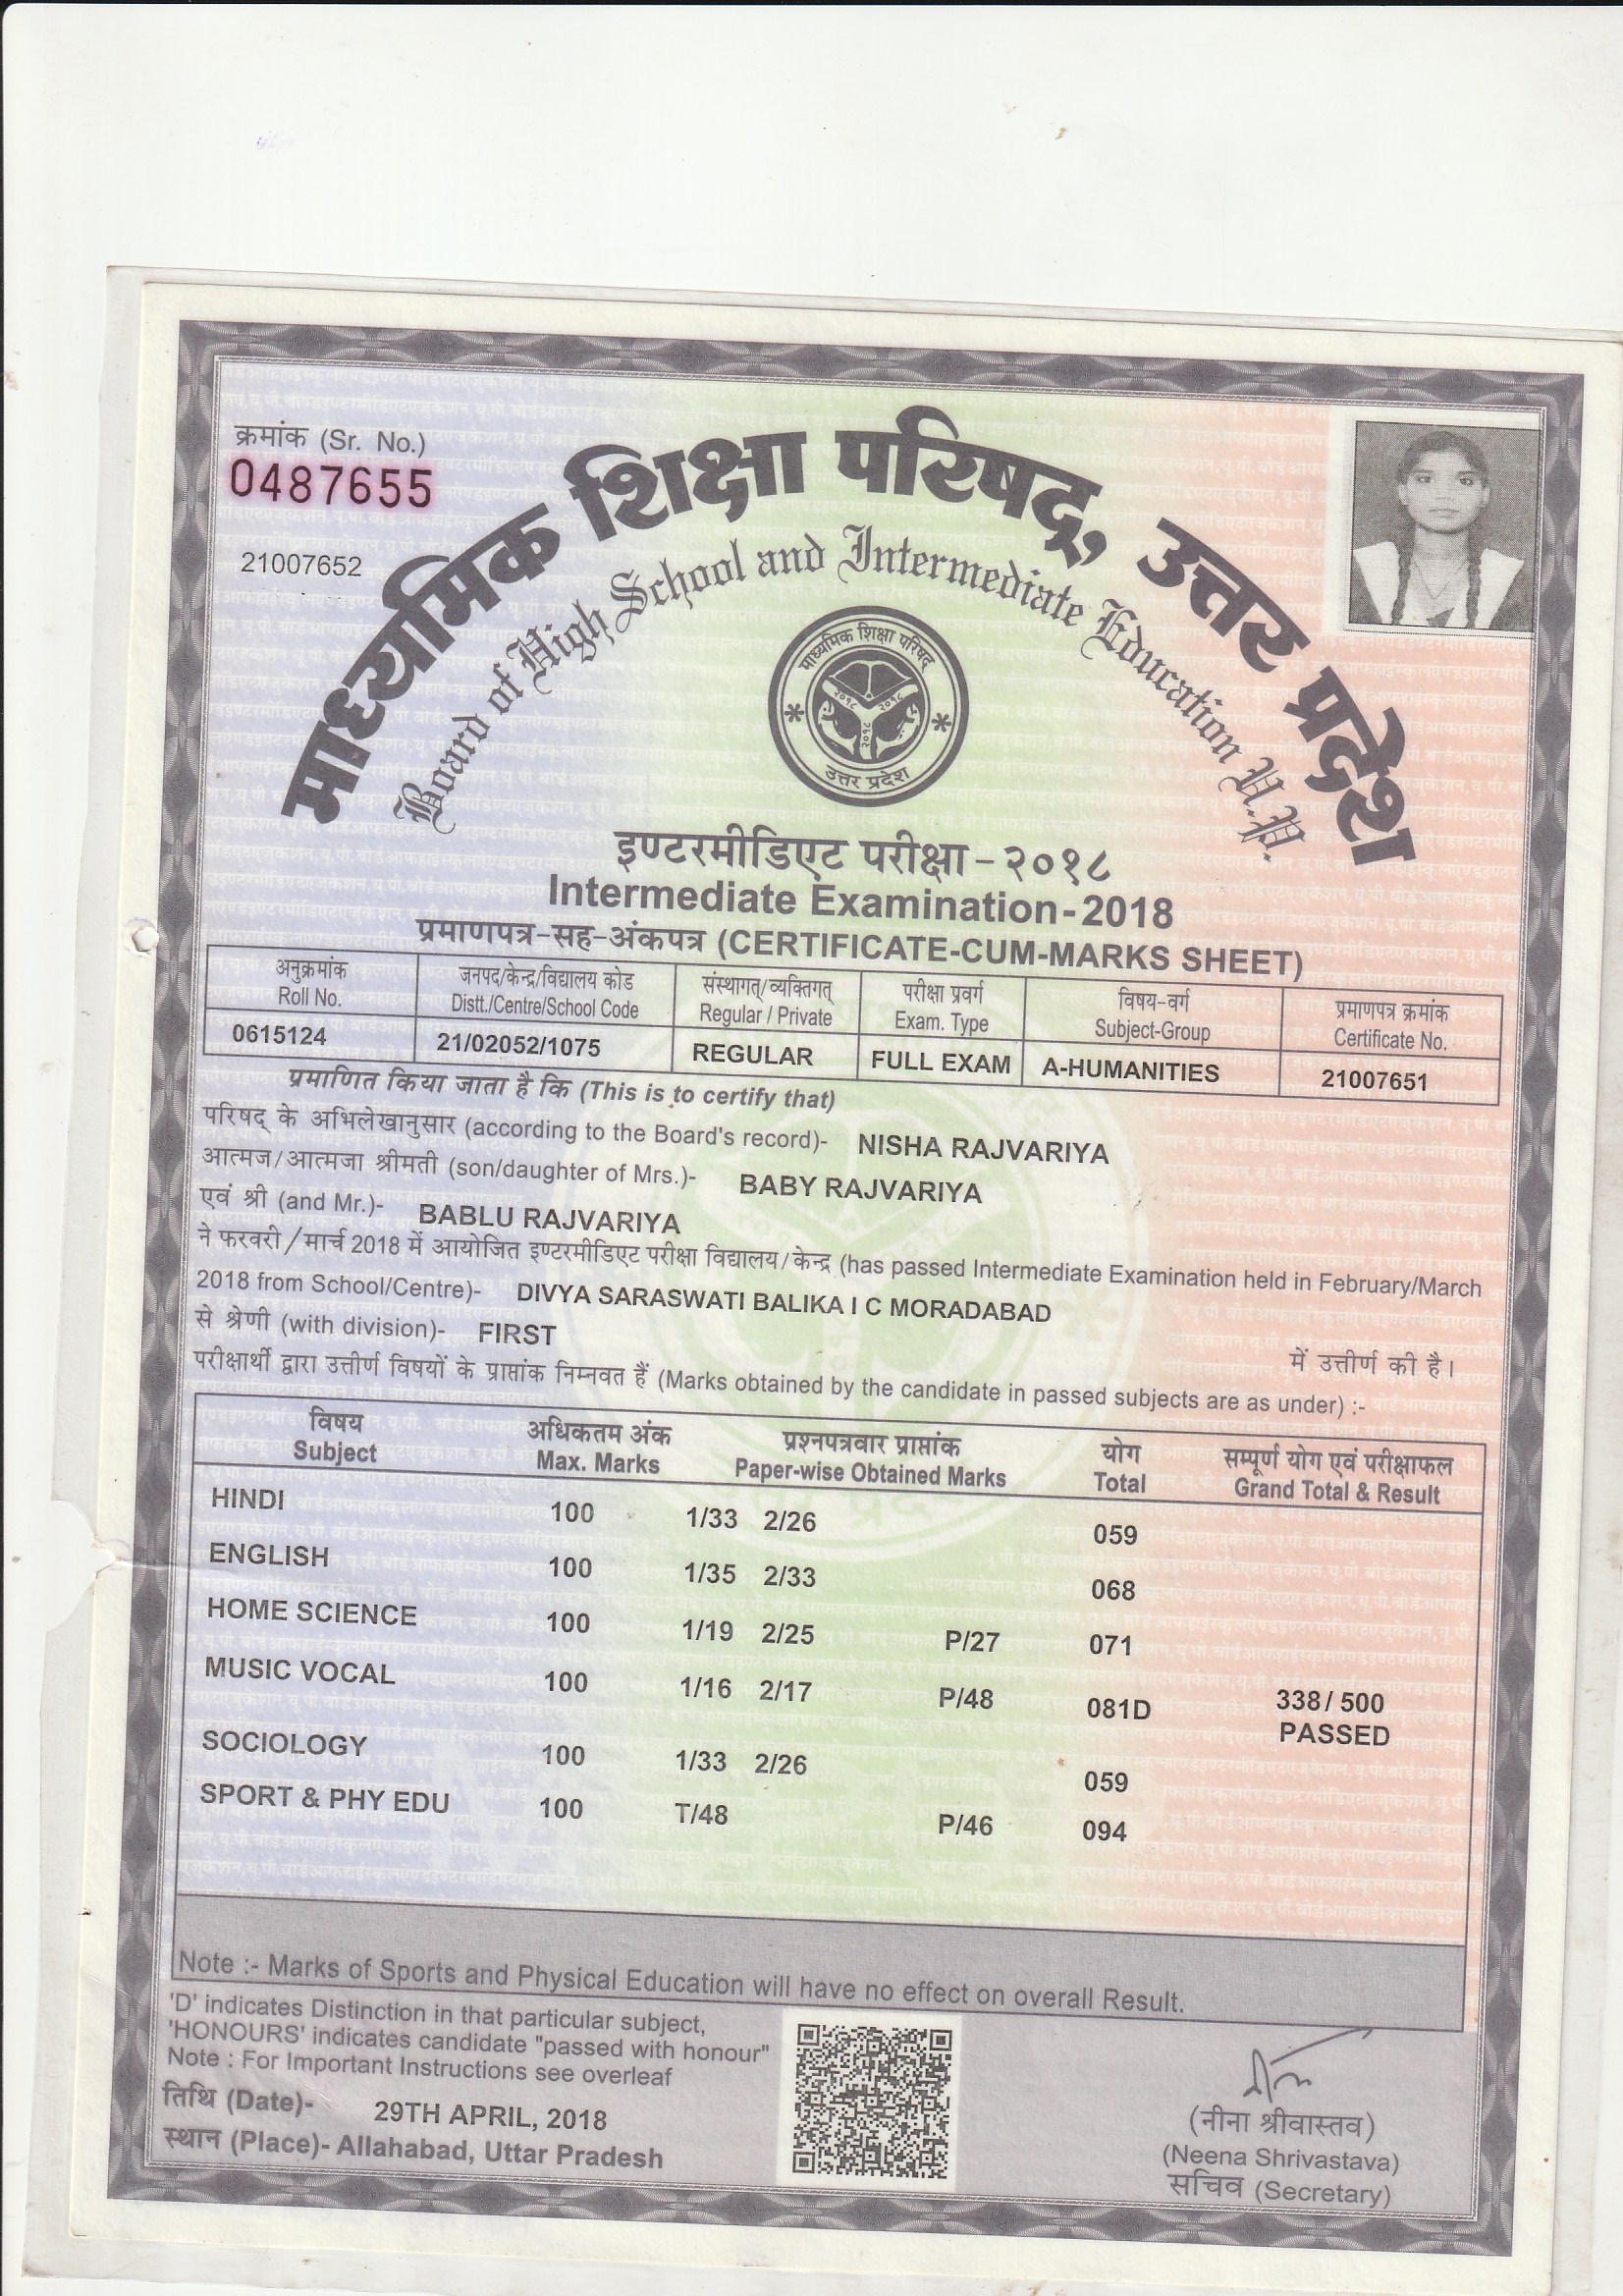 क्रमांक (Sr. No.)
0487655
21007652
माध्यमिक शिक्षा परिषद्, उत्तर प्रदेश
Board of High School and Intermediate Education U.P.
माध्यमिक शिक्षा परिषद्
२०१८ २०१८
२०१८
उत्तर प्रदेश
इण्टरमीडिएट परीक्षा – २०१८
Intermediate Examination - 2018
प्रमाणपत्र-सह-अंकपत्र (CERTIFICATE-CUM-MARKS SHEET)
अनुक्रमांक जनपद/केन्द्र/विद्यालय कोड संस्थागत्/व्यक्तिगत् परीक्षा प्रवर्ग विषय-वर्ग प्रमाणपत्र क्रमांक
Roll No. Distt./Centre/School Code Regular / Private Exam. Type Subject-Group Certificate No.
0615124 21/02052/1075 REGULAR FULL EXAM A-HUMANITIES 21007651
प्रमाणित किया जाता है कि (This is to certify that)
परिषद् के अभिलेखानुसार (according to the Board's record)- NISHA RAJVARIYA
आत्मज/आत्मजा श्रीमती (son/daughter of Mrs.)- BABY RAJVARIYA
एवं श्री (and Mr.)- BABLU RAJVARIYA
ने फरवरी/मार्च 2018 में आयोजित इण्टरमीडिएट परीक्षा विद्यालय/केन्द्र (has passed Intermediate Examination held in February/March
2018 from School/Centre)- DIVYA SARASWATI BALIKA I C MORADABAD
से श्रेणी (with division)- FIRST में उत्तीर्ण की है।
परीक्षार्थी द्वारा उत्तीर्ण विषयों के प्राप्तांक निम्नवत हैं (Marks obtained by the candidate in passed subjects are as under) :-
विषय अधिकतम अंक प्रश्नपत्रवार प्राप्तांक योग सम्पूर्ण योग एवं परीक्षाफल
Subject Max. Marks Paper-wise Obtained Marks Total Grand Total & Result
HINDI 100 1/33 2/26 059
ENGLISH 100 1/35 2/33 068
HOME SCIENCE 100 1/19 2/25 P/27 071
MUSIC VOCAL 100 1/16 2/17 P/48 081D 338/ 500
PASSED
SOCIOLOGY 100 1/33 2/26 059
SPORT & PHY EDU 100 T/48 P/46 094
Note :- Marks of Sports and Physical Education will have no effect on overall Result.
'D' indicates Distinction in that particular subject,
'HONOURS' indicates candidate "passed with honour"
Note : For Important Instructions see overleaf
तिथि (Date)- 29TH APRIL, 2018
स्थान (Place)- Allahabad, Uttar Pradesh
(नीना श्रीवास्तव)
(Neena Shrivastava)
सचिव (Secretary)